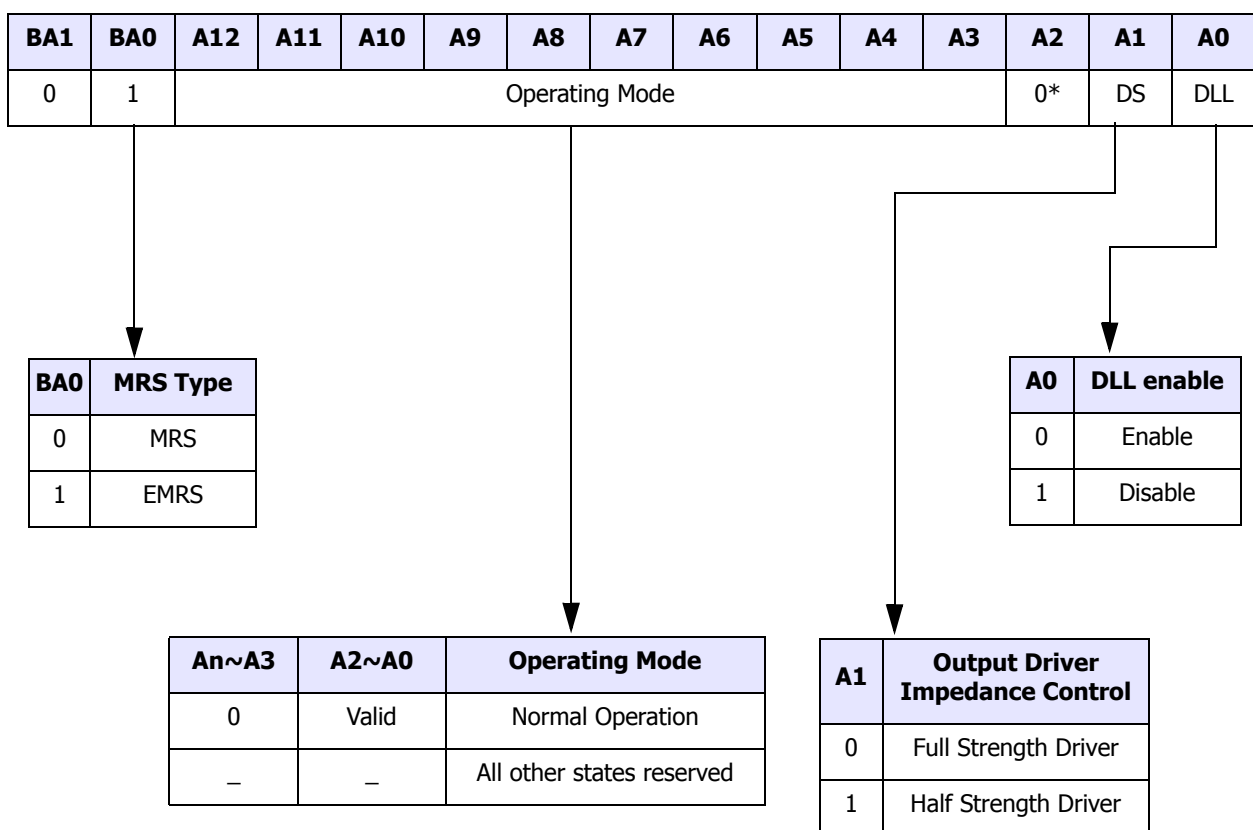 BA1 BA0 A12 A11 A10 A9 A8 A7 A6 A5 A4 A3 A2 A1 A0
0 1 Operating Mode 0* DS DLL
BA0 MRS Type
0 MRS
1 EMRS
A0 DLL enable
0 Enable
1 Disable
An~A3 A2~A0 Operating Mode
0 Valid Normal Operation
_ _ All other states reserved
A1 Output Driver
Impedance Control
0 Full Strength Driver
1 Half Strength Driver